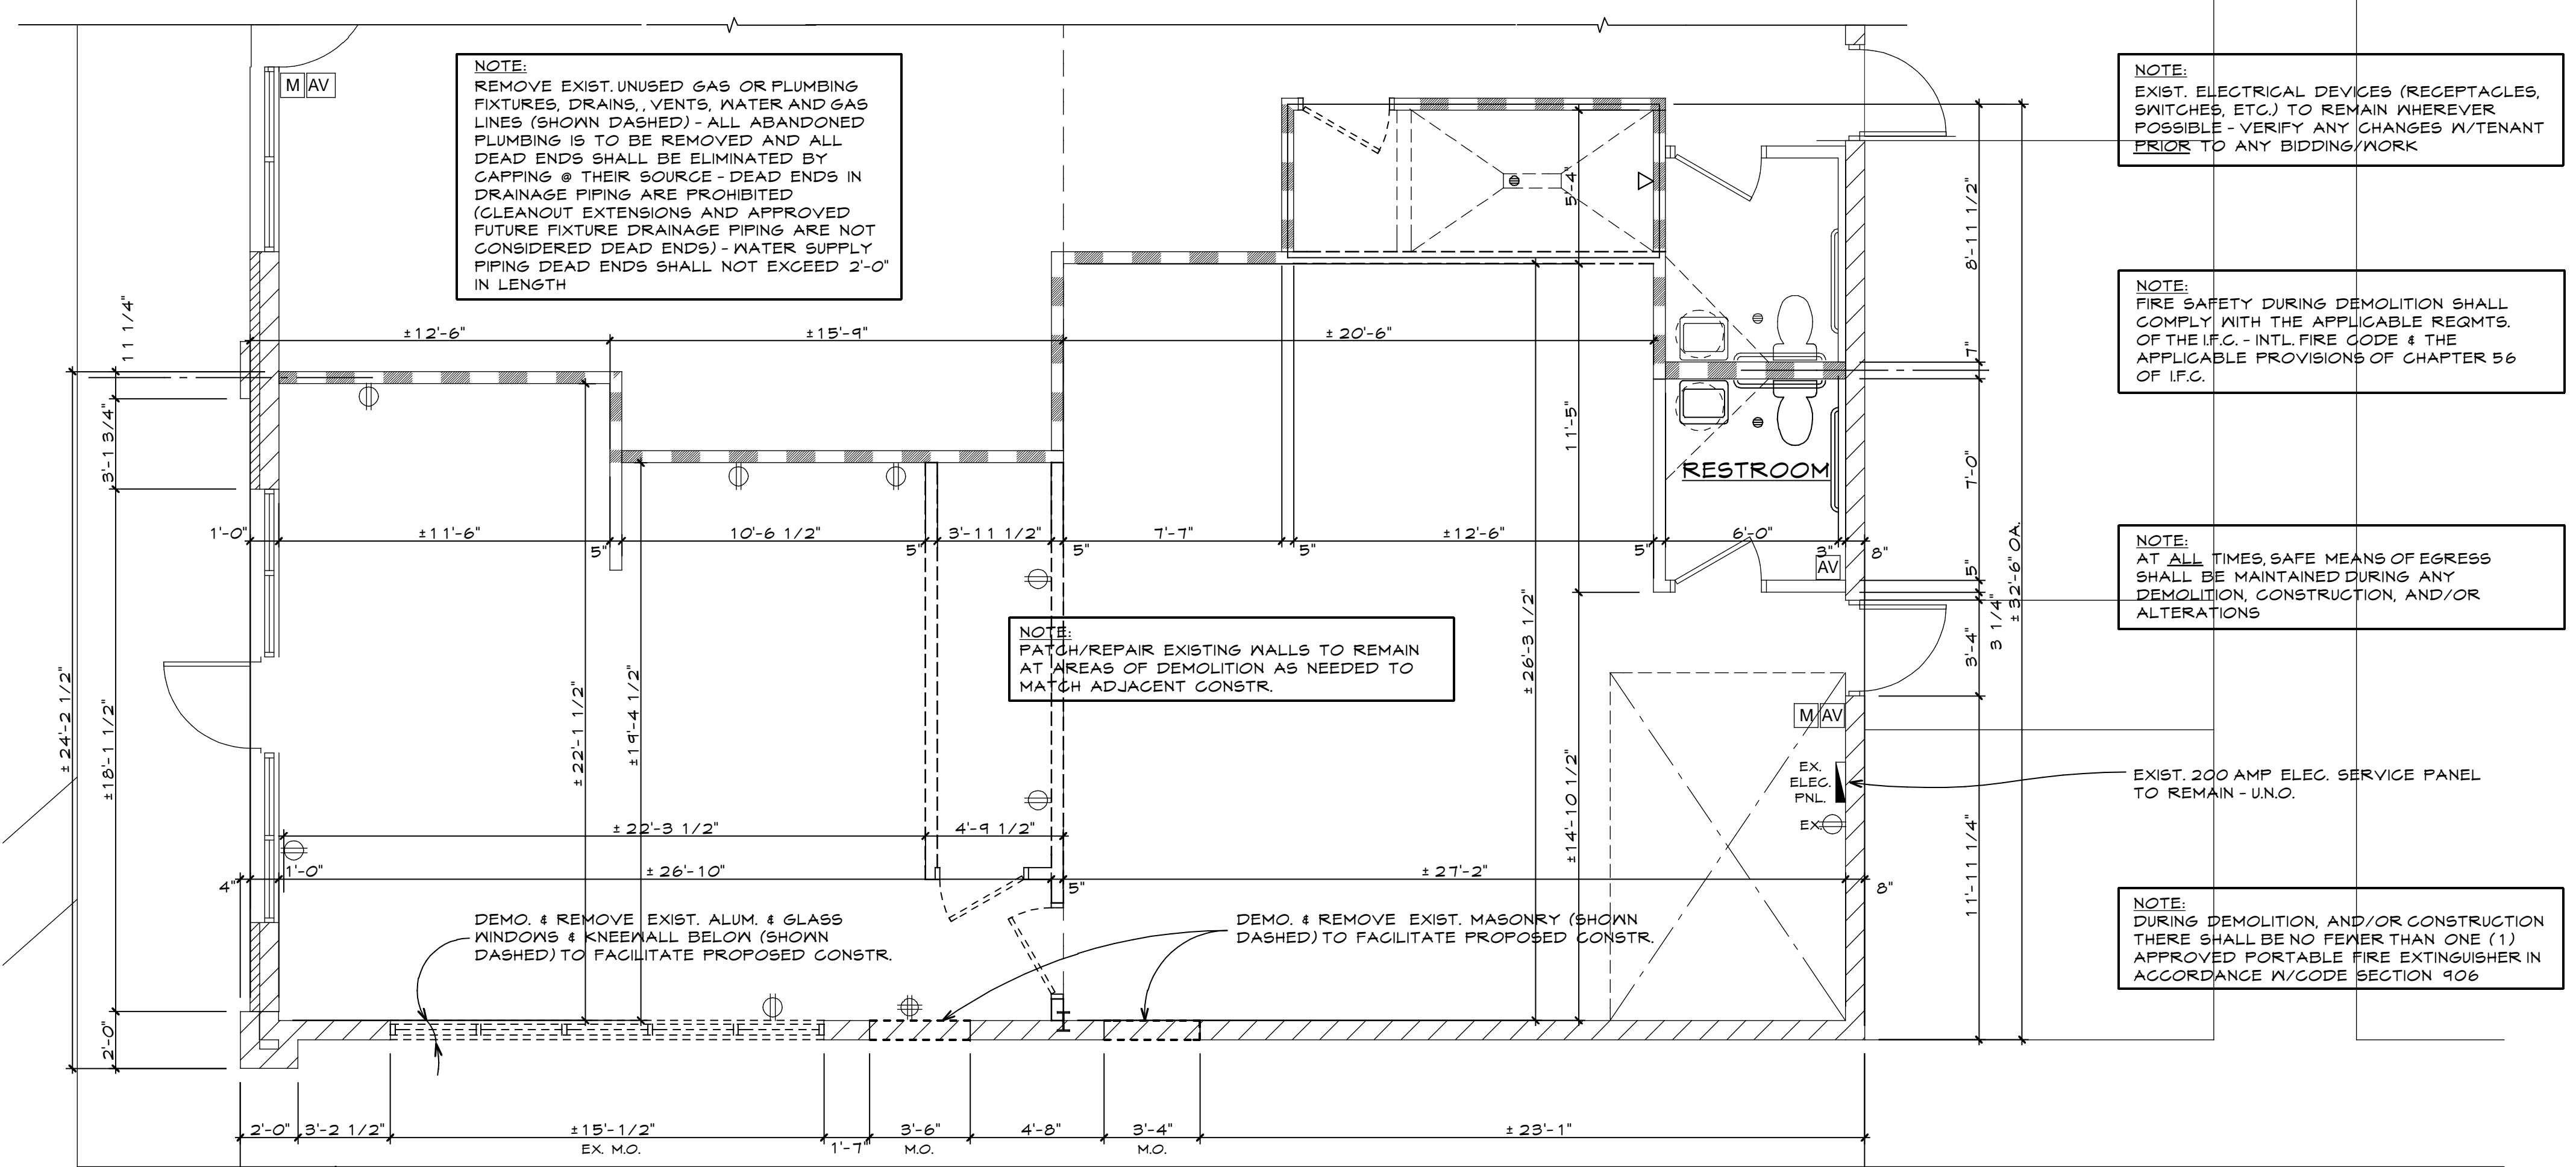 NOTE:
REMOVE EXIST. UNUSED GAS OR PLUMBING
FIXTURES, DRAINS,, VENTS, WATER AND GAS
LINES (SHOWN DASHED) - ALL ABANDONED
PLUMBING IS TO BE REMOVED AND ALL
DEAD ENDS SHALL BE ELIMINATED BY
CAPPING @ THEIR SOURCE - DEAD ENDS IN
DRAINAGE PIPING ARE PROHIBITED
(CLEANOUT EXTENSIONS AND APPROVED
FUTURE FIXTURE DRAINAGE PIPING ARE NOT
CONSIDERED DEAD ENDS) - WATER SUPPLY
PIPING DEAD ENDS SHALL NOT EXCEED 2'-0"
IN LENGTH
M AV
NOTE:
EXIST. ELECTRICAL DEVICES (RECEPTACLES,
SWITCHES, ETC.) TO REMAIN WHEREVER
POSSIBLE - VERIFY ANY CHANGES W/TENANT
PRIOR TO ANY BIDDING/WORK
NOTE:
FIRE SAFETY DURING DEMOLITION SHALL
COMPLY WITH THE APPLICABLE REQMTS.
OF THE I.F.C. - INTL. FIRE CODE & THE
APPLICABLE PROVISIONS OF CHAPTER 56
OF I.F.C.
NOTE:
AT ALL TIMES, SAFE MEANS OF EGRESS
SHALL BE MAINTAINED DURING ANY
DEMOLITION, CONSTRUCTION, AND/OR
ALTERATIONS
EXIST. 200 AMP ELEC. SERVICE PANEL
TO REMAIN - U.N.O.
NOTE:
DURING DEMOLITION, AND/OR CONSTRUCTION
THERE SHALL BE NO FEWER THAN ONE (1)
APPROVED PORTABLE FIRE EXTINGUISHER IN
ACCORDANCE W/CODE SECTION 906
5'-4"
8'-11 1/2"
11 1/4"
±12'-6"
±15'-9"
±20'-6"
7"
3'-1 3/4"
11'-5"
7'-0"
RESTROOM
1'-0"
±11'-6"
5"
10'-6 1/2"
5"
3'-11 1/2"
5"
7'-7"
5"
±12'-6"
5"
6'-0"
3"
8"
AV
5"
3 1/4"
±32'-6" OA.
3'-4"
NOTE:
PATCH/REPAIR EXISTING WALLS TO REMAIN
AT AREAS OF DEMOLITION AS NEEDED TO
MATCH ADJACENT CONSTR.
±24'-2 1/2"
±18'-1 1/2"
±22'-1 1/2"
±19'-4 1/2"
±26'-3 1/2"
±14'-10 1/2"
M AV
EX.
ELEC.
PNL.
EX.
11'-11 1/4"
±22'-3 1/2"
4'-9 1/2"
4"
1'-0"
±26'-10"
5"
±27'-2"
8"
DEMO. & REMOVE EXIST. ALUM. & GLASS
WINDOWS & KNEEWALL BELOW (SHOWN
DASHED) TO FACILITATE PROPOSED CONSTR.
DEMO. & REMOVE EXIST. MASONRY (SHOWN
DASHED) TO FACILITATE PROPOSED CONSTR.
2'-0"
2'-0"
3'-2 1/2"
±15'-1/2"
EX. M.O.
1'-7"
3'-6"
M.O.
4'-8"
3'-4"
M.O.
±23'-1"